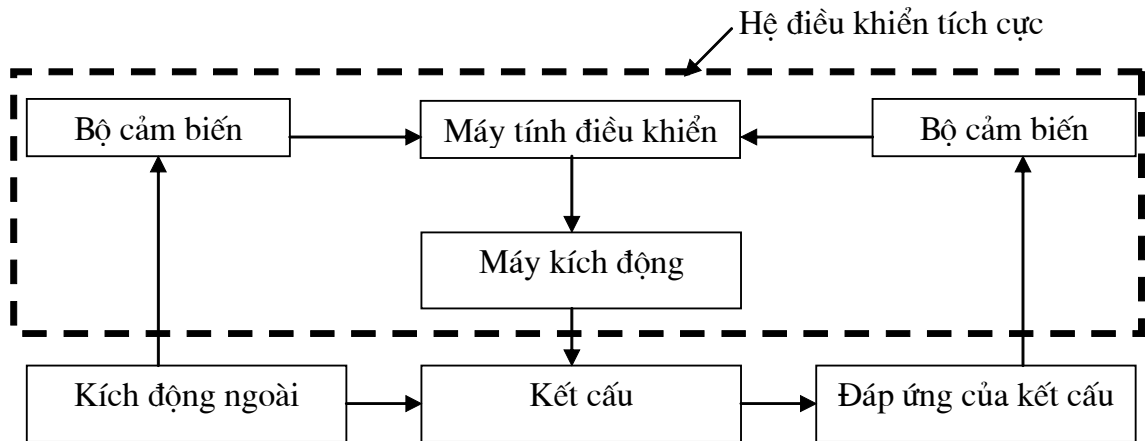 Hệ điều khiển tích cực
Bộ cảm biến
Máy tính điều khiển
Bộ cảm biến
Máy kích động
Kích động ngoài
Kết cấu
Đáp ứng của kết cấu